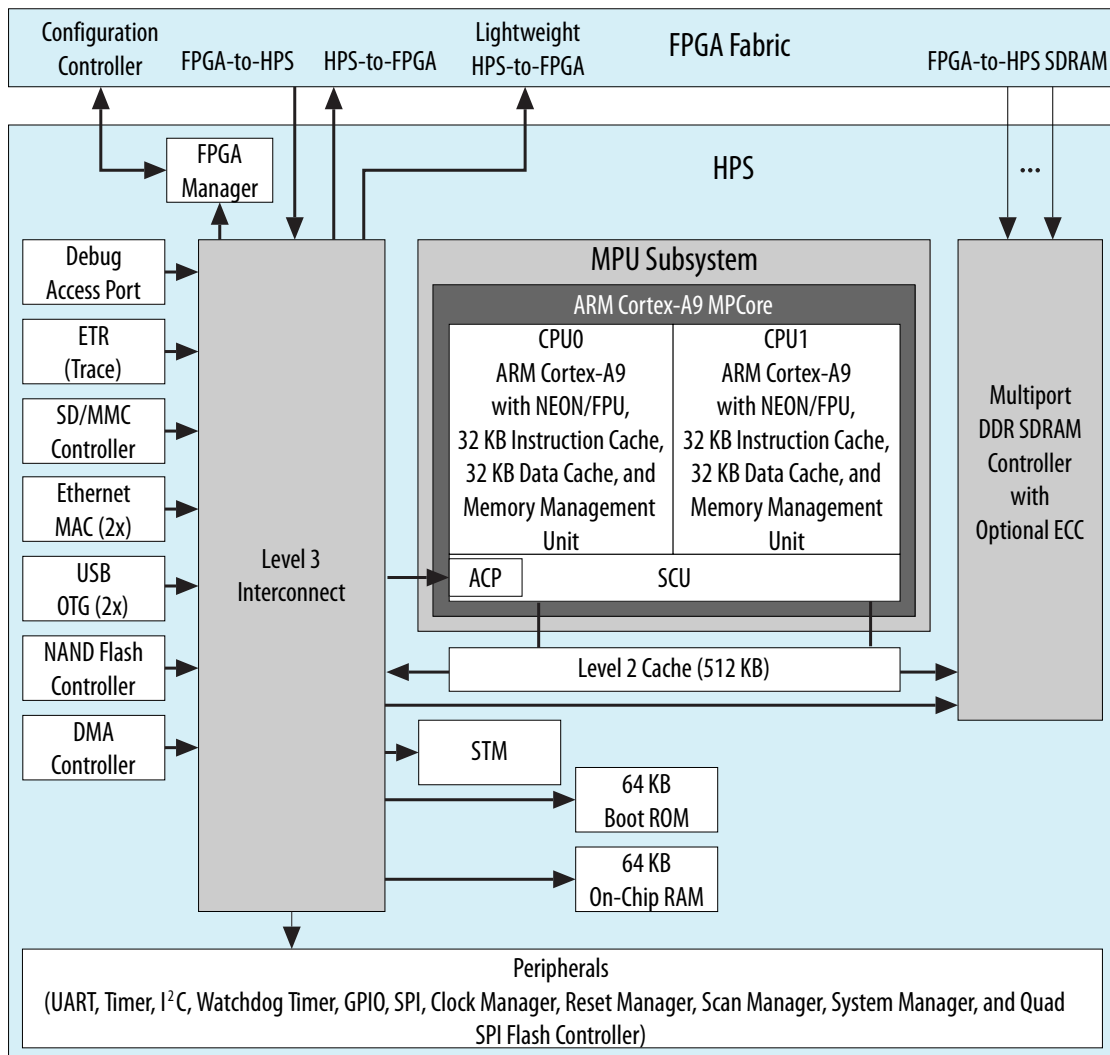 Configuration
Controller
FPGA-to-HPS
HPS-to-FPGA
Lightweight
HPS-to-FPGA
FPGA Fabric
FPGA-to-HPS SDRAM
HPS
...
FPGA
Manager
Debug
Access Port
ETR
(Trace)
SD/MMC
Controller
Ethernet
MAC (2x)
USB
OTG (2x)
NAND Flash
Controller
DMA
Controller
Level 3
Interconnect
MPU Subsystem
ARM Cortex-A9 MPCore
CPU0
ARM Cortex-A9
with NEON/FPU,
32 KB Instruction Cache,
32 KB Data Cache, and
Memory Management
Unit
CPU1
ARM Cortex-A9
with NEON/FPU,
32 KB Instruction Cache,
32 KB Data Cache, and
Memory Management
Unit
ACP
SCU
Level 2 Cache (512 KB)
Multiport
DDR SDRAM
Controller
with
Optional ECC
STM
64 KB
Boot ROM
64 KB
On-Chip RAM
Peripherals
(UART, Timer, I²C, Watchdog Timer, GPIO, SPI, Clock Manager, Reset Manager, Scan Manager, System Manager, and Quad
SPI Flash Controller)